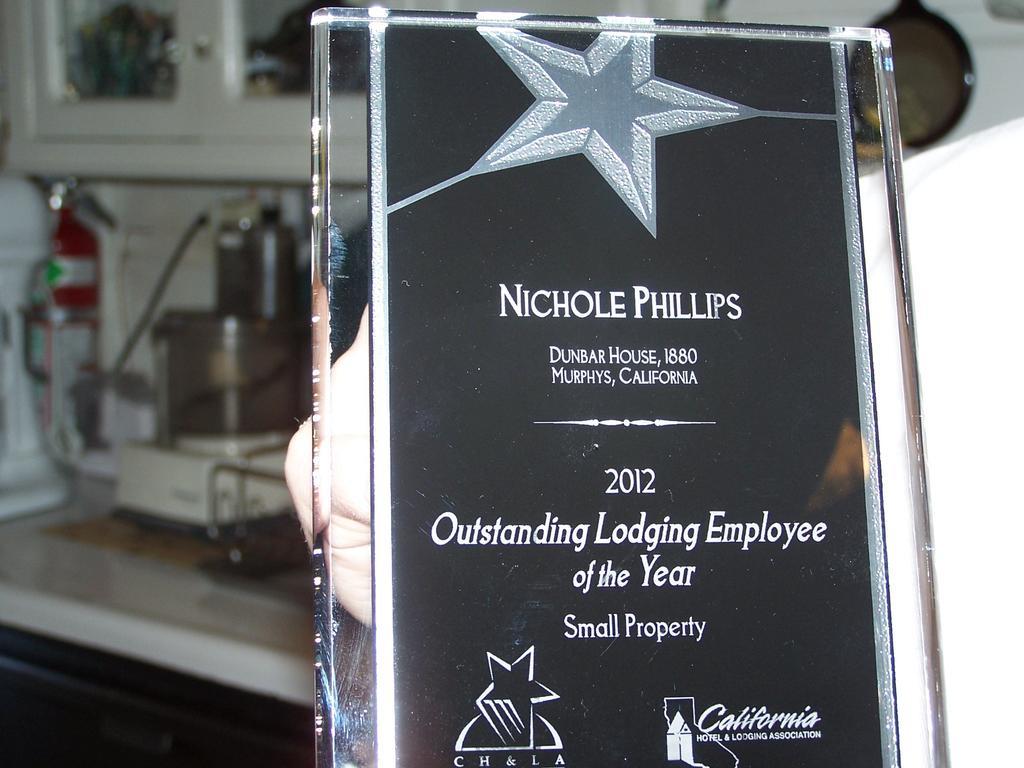 NICHOLE PHILLIPS
DUNBAR HOUSE, 1880
MURPHYS, CALIFORNIA
2012
Outstanding Lodging Employee
of the Year
Small Property
CH&LA
California
HOTEL & LODGING ASSOCIATION